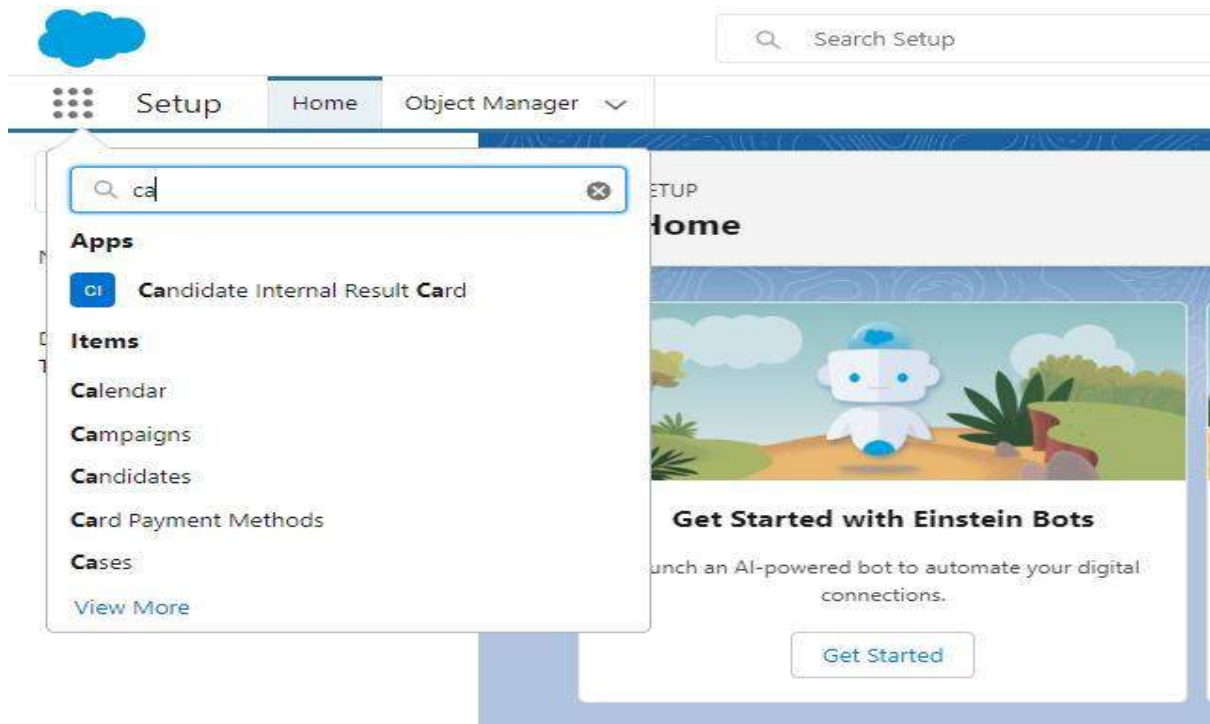 Search Setup
Setup Home Object Manager
ca
ETUP
Home
Apps
CI Candidate Internal Result Card
Items
Calendar
Campaigns
Candidates
Card Payment Methods
Cases
View More
Get Started with Einstein Bots
unch an AI-powered bot to automate your digital
connections.
Get Started